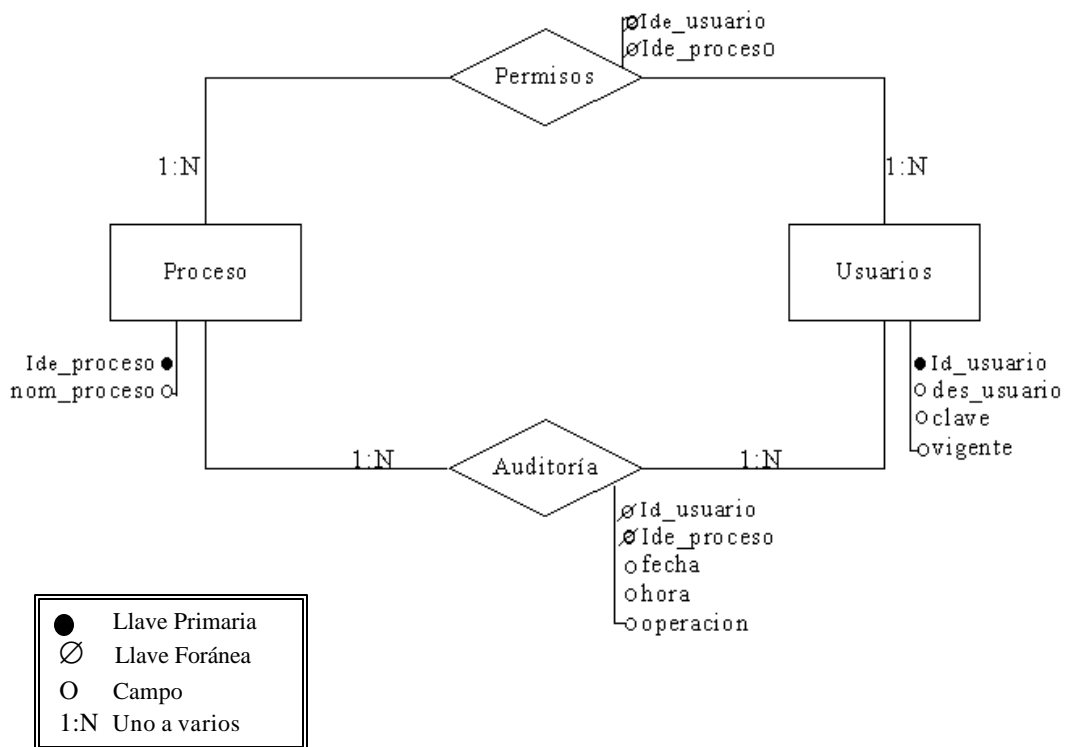 Ide_usuario
Ide_proceso
Permisos
1:N
1:N
Proceso
Usuarios
Ide_proceso
nom_proceso
Id_usuario
des_usuario
clave
vigente
1:N
Auditoría
1:N
Id_usuario
Ide_proceso
fecha
hora
operacion
Llave Primaria
Llave Foránea
Campo
1:N Uno a varios